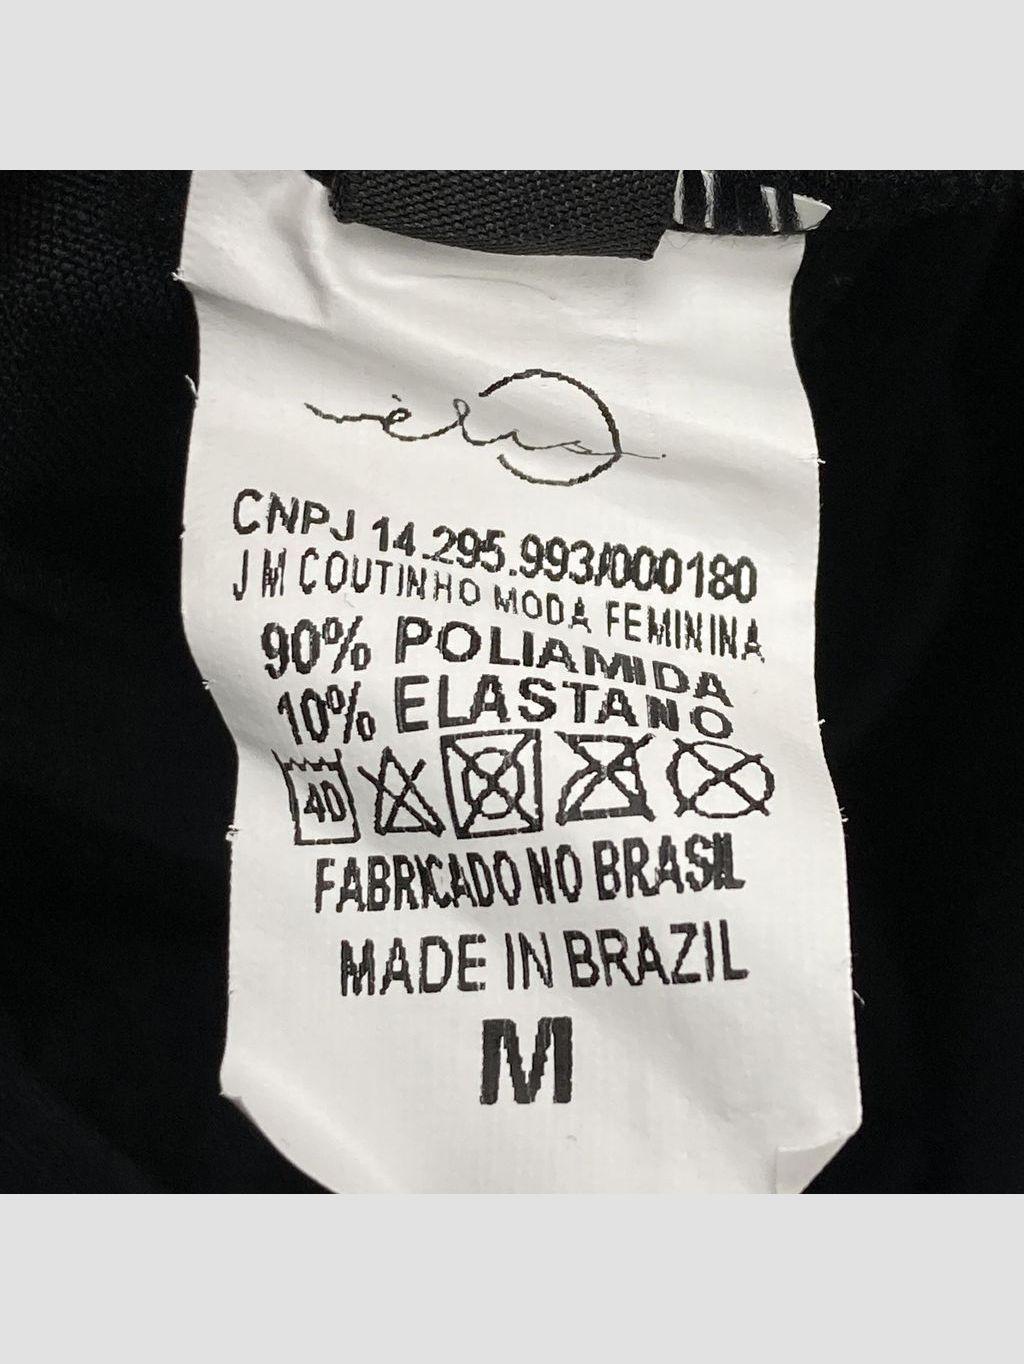 CNPJ 14.295.993/000180
J M COUTINHO MODA FEMININA
90% POLIAMIDA
10% ELASTANO
40
FABRICADO NO BRASIL
MADE IN BRAZIL
M